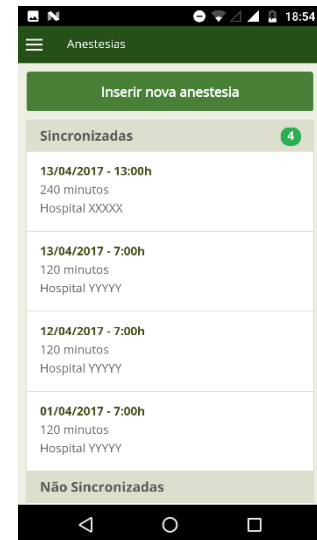 18:54
Anestesias
Inserir nova anestesia
Sincronizadas 4
13/04/2017 - 13:00h
240 minutos
Hospital XXXXX
13/04/2017 - 7:00h
120 minutos
Hospital YYYYY
12/04/2017 - 7:00h
120 minutos
Hospital YYYYY
01/04/2017 - 7:00h
120 minutos
Hospital YYYYY
Não Sincronizadas